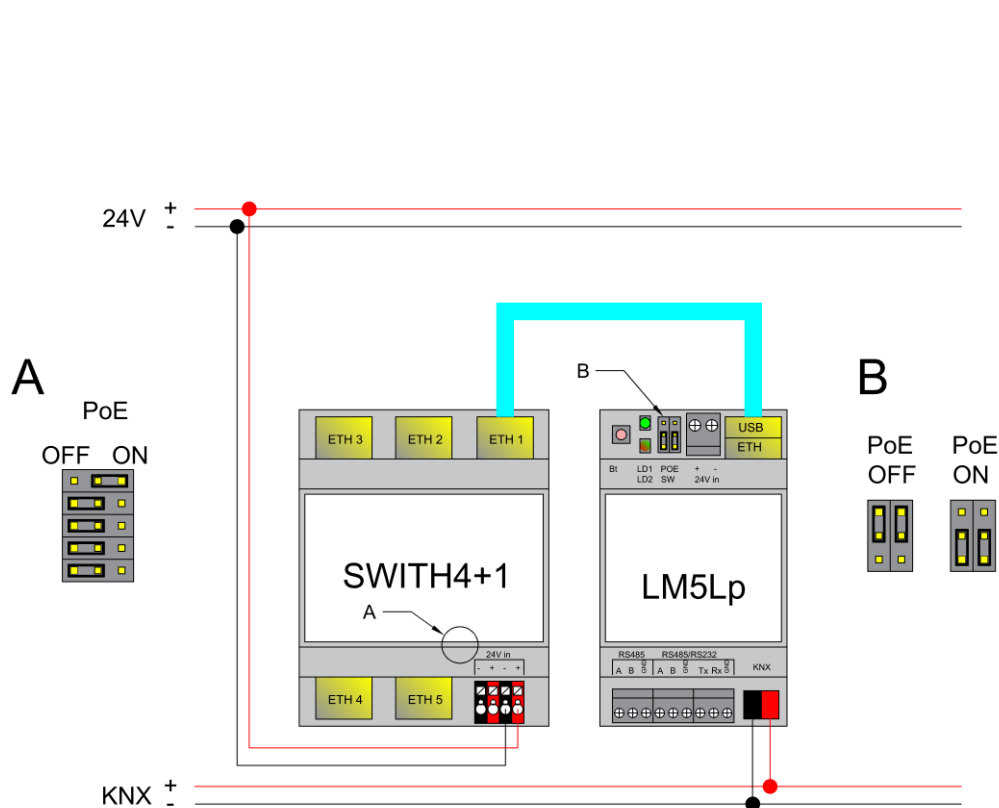 24V + -
A
PoE
OFF ON
B
B
PoE OFF
PoE ON
ETH 3 ETH 2 ETH 1
USB
ETH
Bt LD1 POE + -
LD2 SW 24V in
SWITH4+1
LM5Lp
A
24V in
- + - +
RS485 RS485/RS232
A B GND A B GND Tx Rx GND
KNX
ETH 4 ETH 5
KNX + -